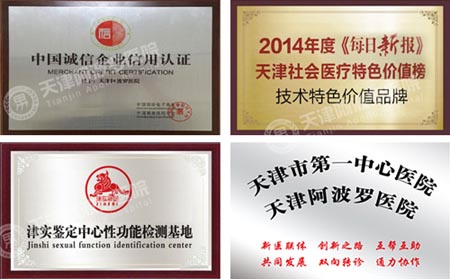 中国诚信企业信用认证
MERCHANT CREDIT CERTIFICATION
2014年度《每日新报》
天津社会医疗特色价值榜
技术特色价值品牌
津实鉴定中心性功能检测基地
Jinshi sexual function identification center
天津市第一中心医院
天津阿波罗医院
新医联体 创新之路 互帮互助
共同发展 双向转诊 通力协作